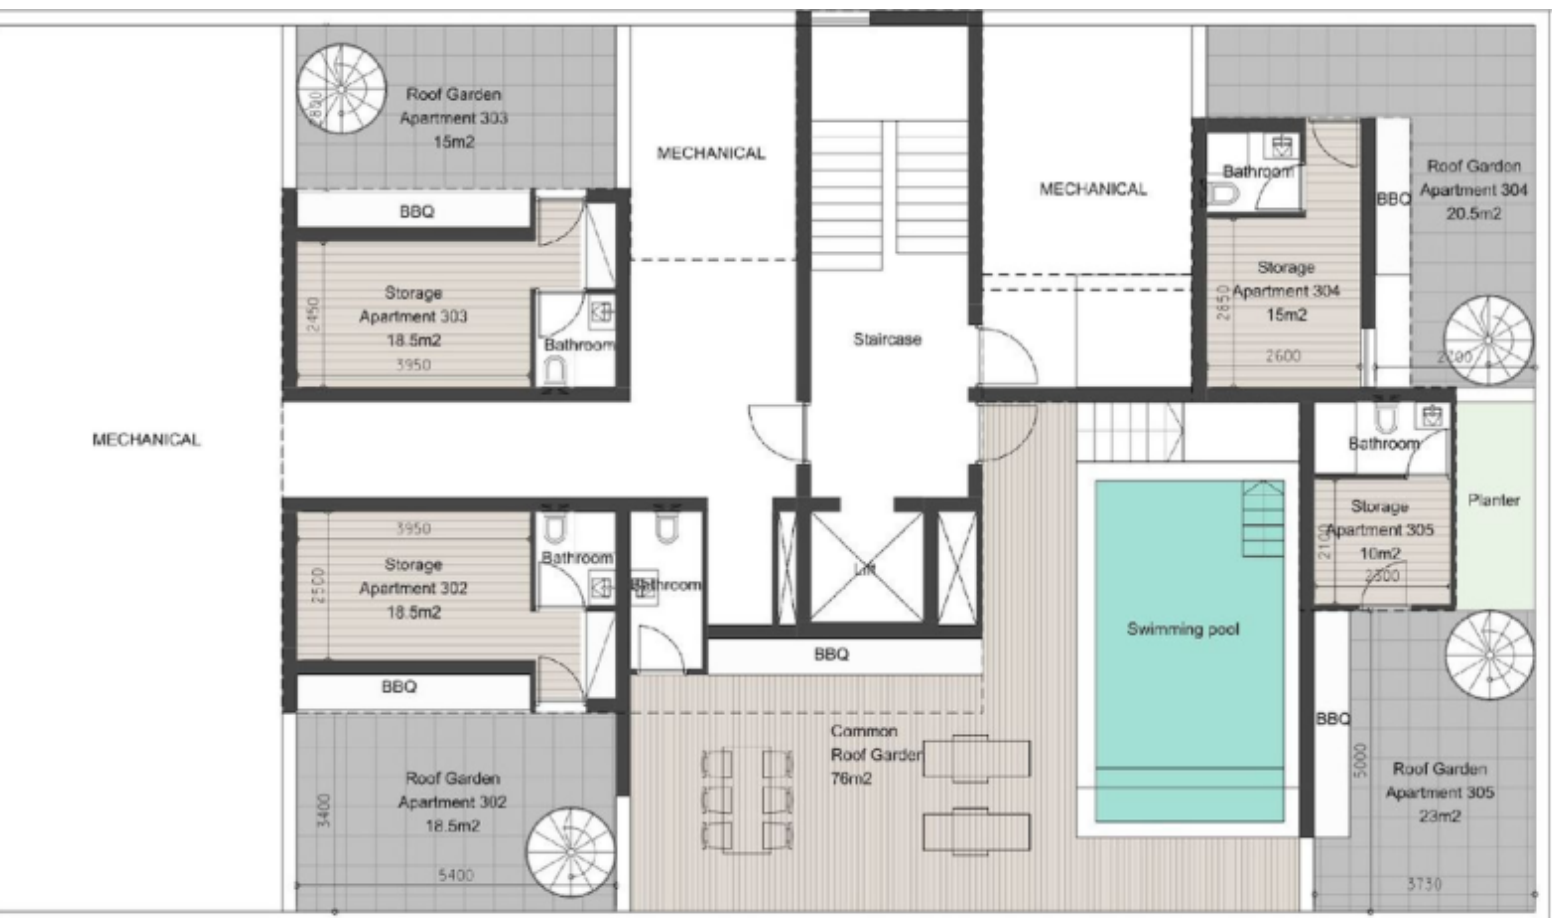 Roof Garden
Apartment 303
15m2
2800
BBQ
Storage
Apartment 303
18.5m2
2450
3950
Bathroom
MECHANICAL
MECHANICAL
Staircase
MECHANICAL
Bathroom
Storage
Apartment 304
15m2
2850
2600
BBQ
Roof Garden
Apartment 304
20.5m2
2700
3950
Storage
Apartment 302
18.5m2
2500
Bathroom
Bathroom
BBQ
Roof Garden
Apartment 302
18.5m2
3400
5400
Lift
BBQ
Common
Roof Garden
76m2
Swimming pool
Bathroom
Storage
Apartment 305
10m2
2100
2300
Planter
BBQ
5000
Roof Garden
Apartment 305
23m2
3730